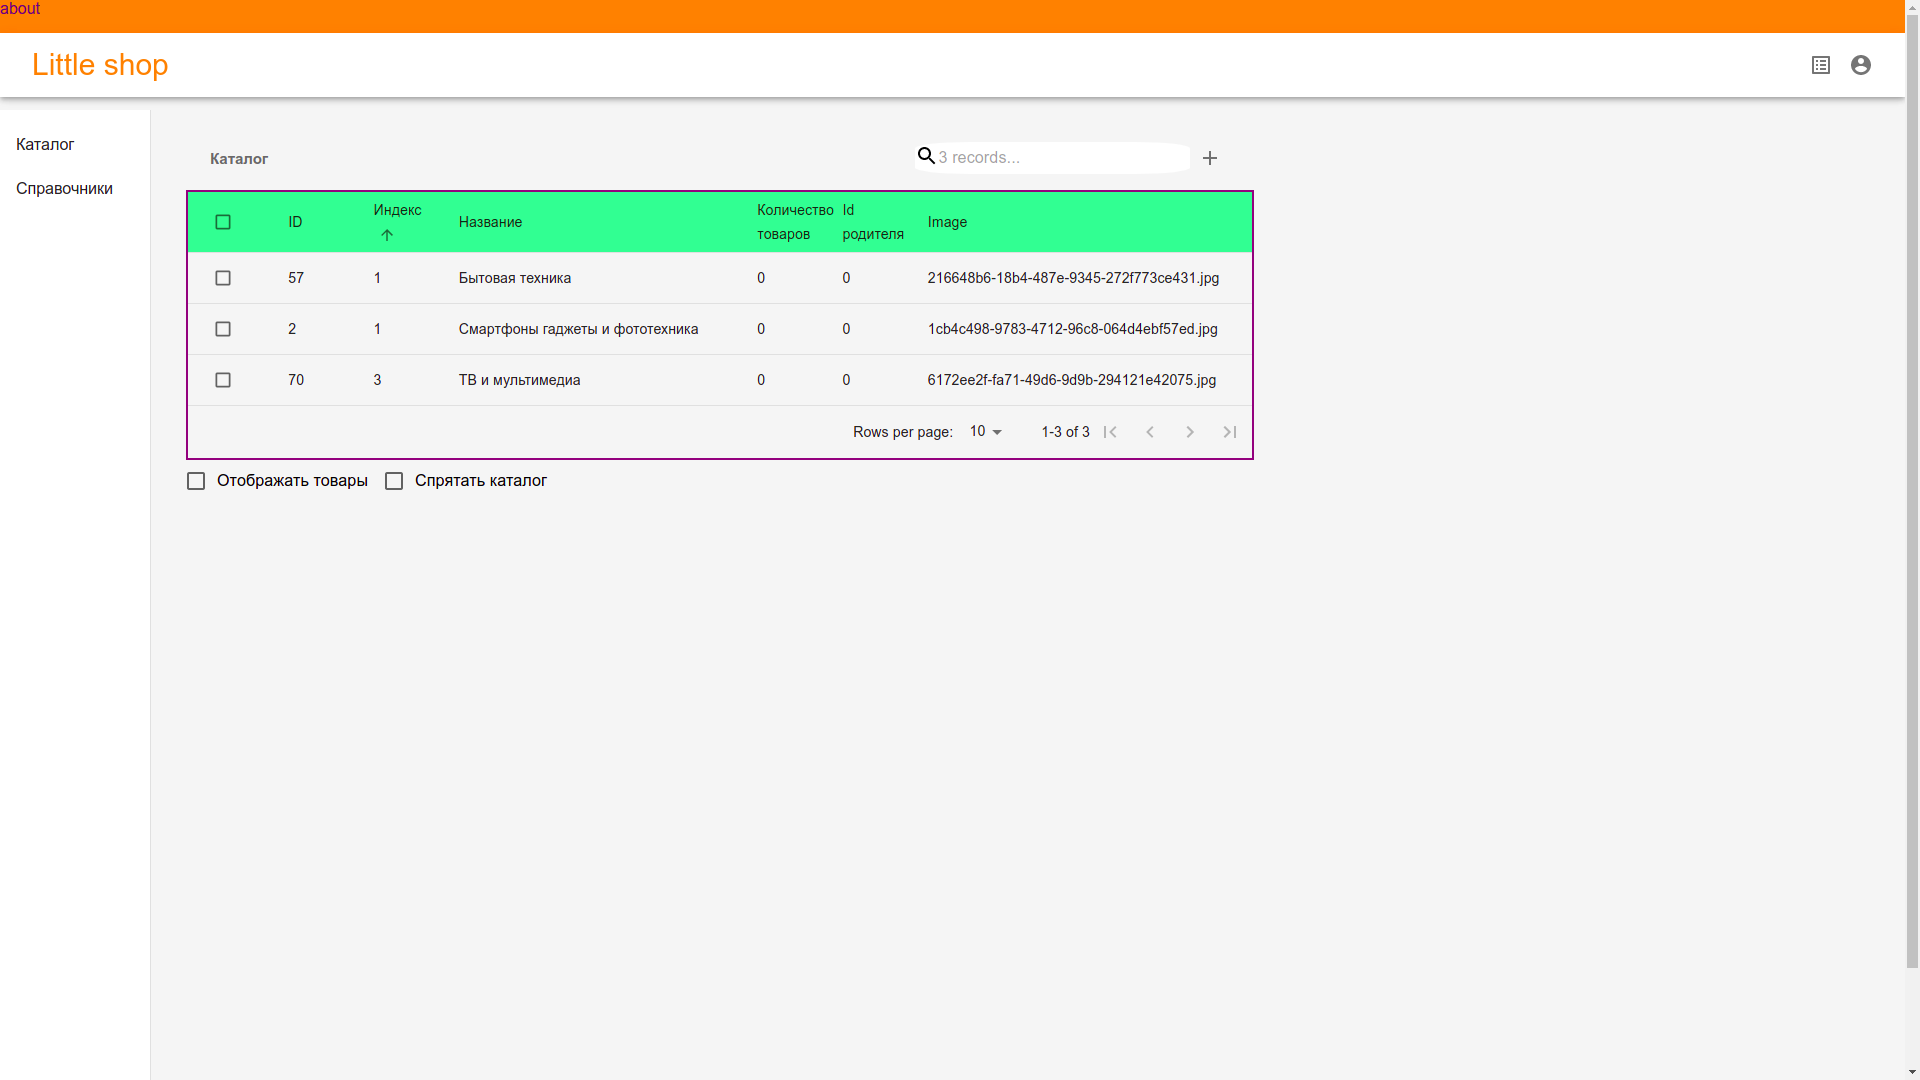 about
Little shop
Каталог
Справочники
Каталог
3 records...
ID Индекс Название Количество товаров Id родителя Image
57 1 Бытовая техника 0 0 216648b6-18b4-487e-9345-272f773ce431.jpg
2 1 Смартфоны гаджеты и фототехника 0 0 1cb4c498-9783-4712-96c8-064d4ebf57ed.jpg
70 3 ТВ и мультимедиа 0 0 6172ee2f-fa71-49d6-9d9b-294121e42075.jpg
Rows per page: 10 1-3 of 3
Отображать товары Спрятать каталог